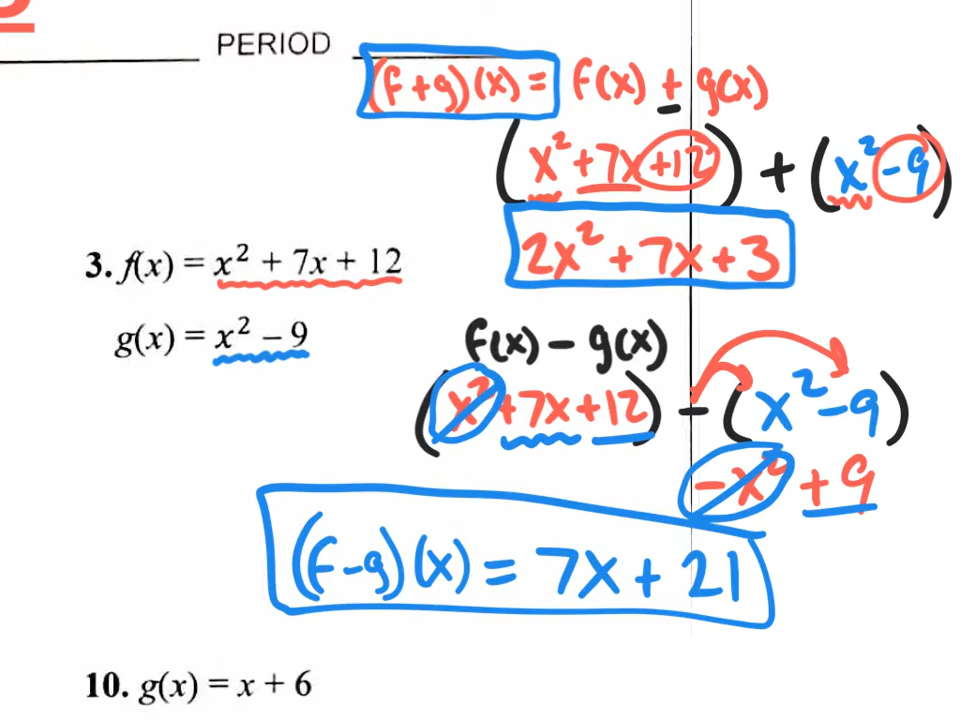 PERIOD
(f+g)(x) = f(x) + g(x)
(x² +7x +12) + (x² -9)
2x² + 7x + 3
3. f(x) = x² + 7x + 12
g(x) = x² − 9
f(x) - g(x)
(x² +7x +12) - (x² -9)
-x² +9
(f-g)(x) = 7x + 21
10. g(x) = x + 6